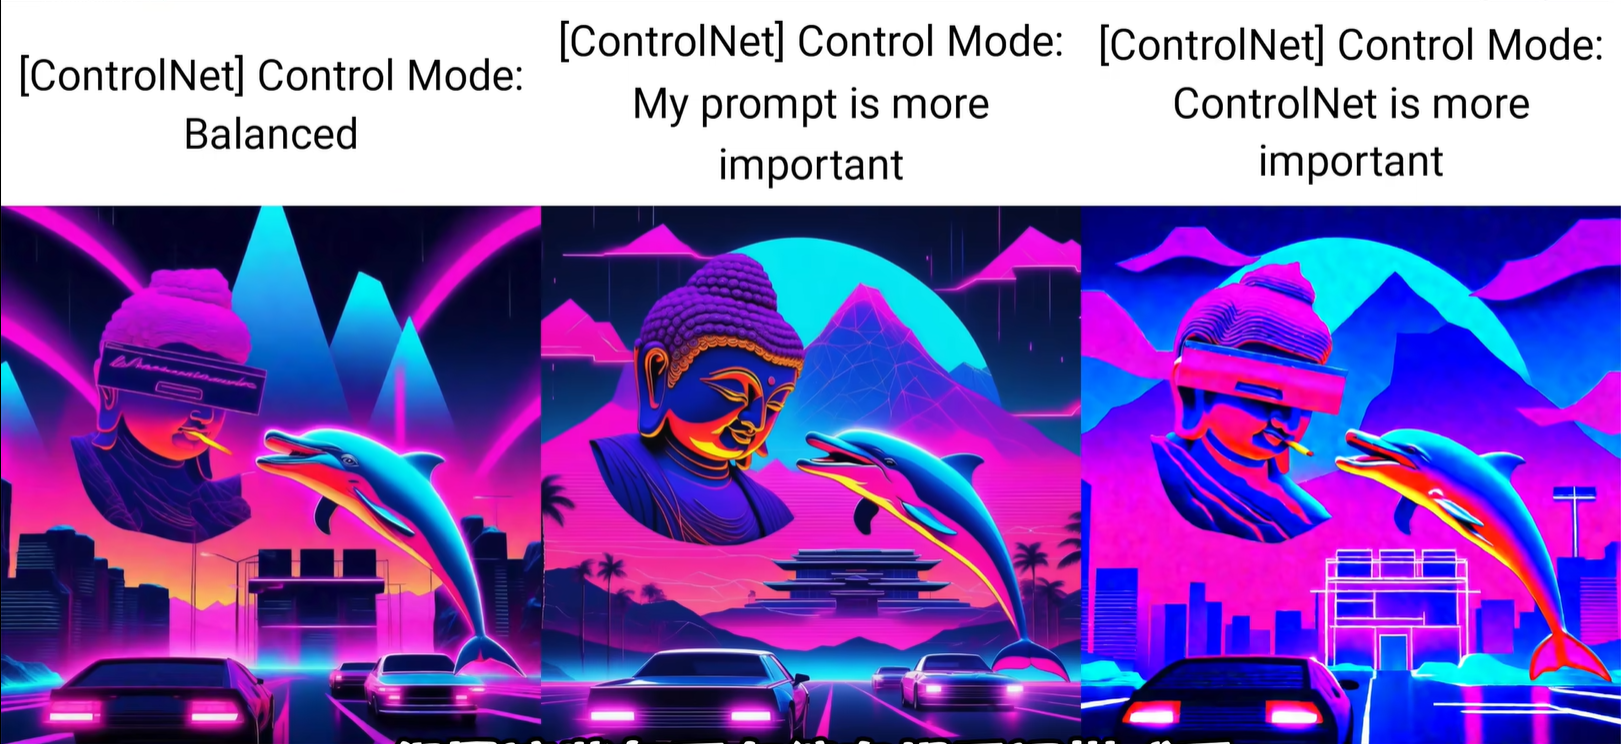 [ControlNet] Control Mode:
Balanced
[ControlNet] Control Mode:
My prompt is more
important
[ControlNet] Control Mode:
ControlNet is more
important